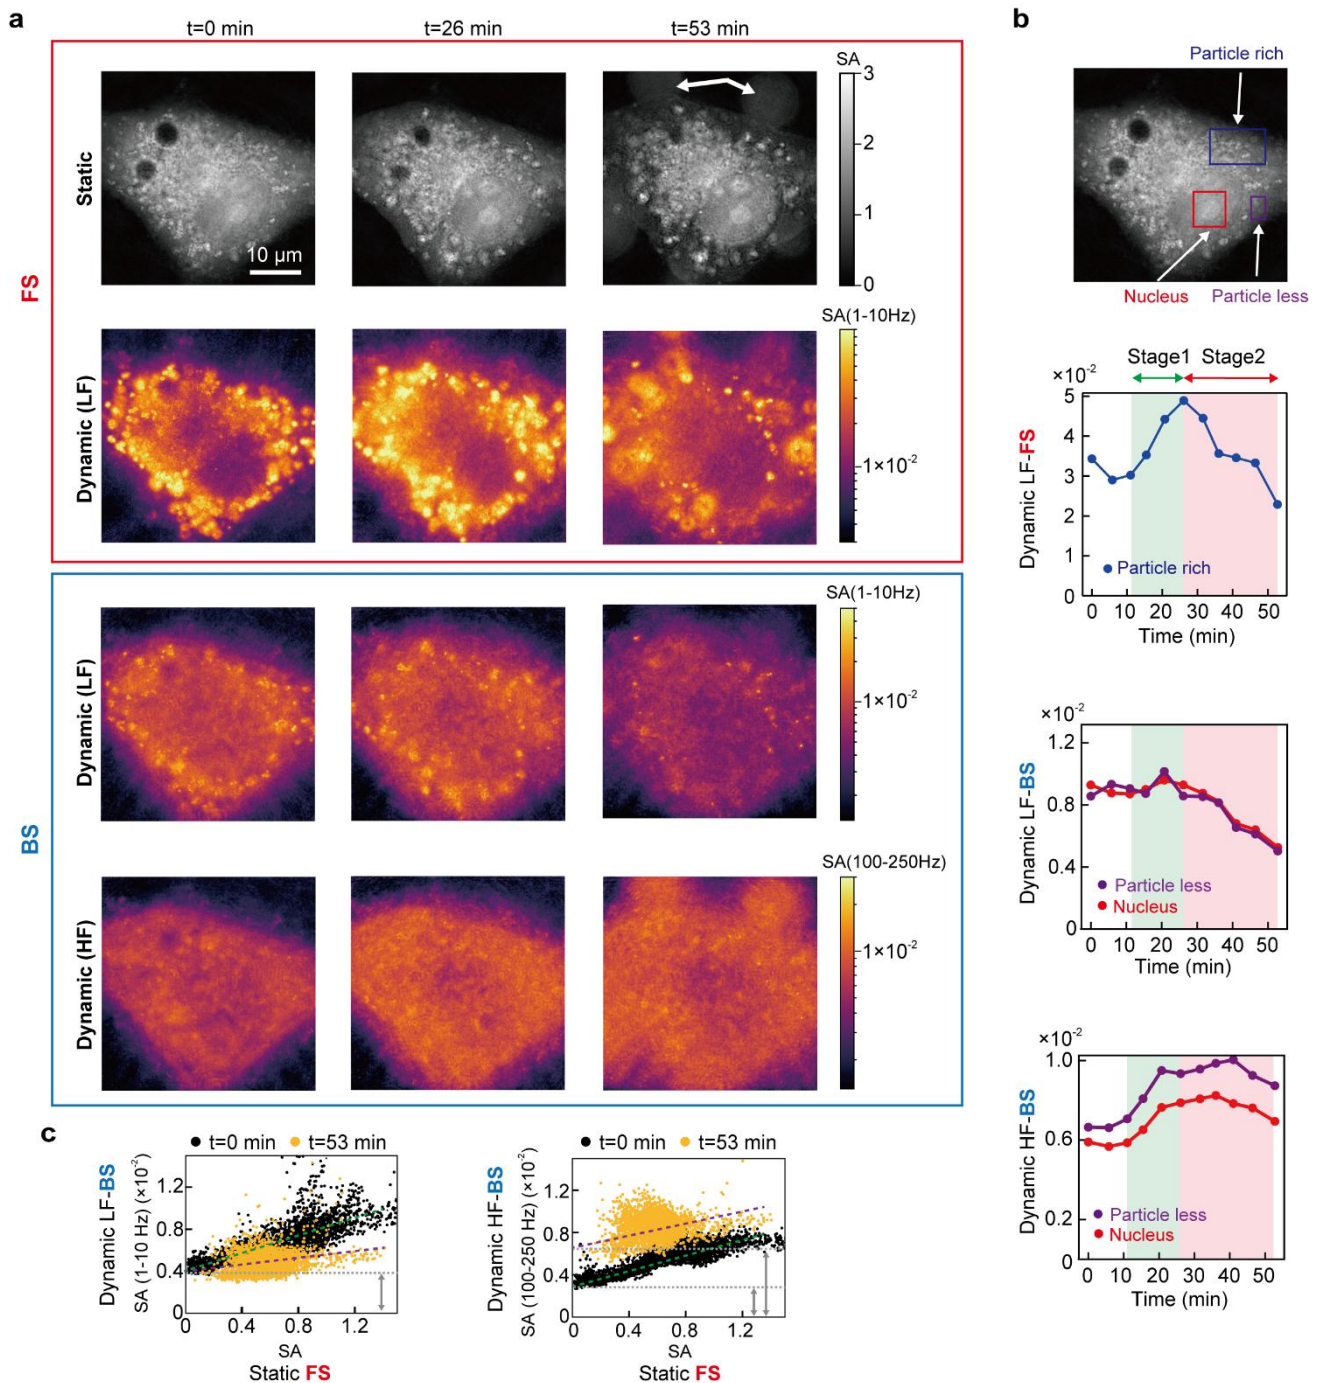 a
t=0 min t=26 min t=53 min
FS
Static
10 µm
SA
3
2
1
0
Dynamic (LF)
SA(1-10Hz)
1×10⁻²
BS
Dynamic (LF)
SA(1-10Hz)
1×10⁻²
Dynamic (HF)
SA(100-250Hz)
1×10⁻²
b
Particle rich
Nucleus Particle less
Stage1 Stage2
×10⁻²
Dynamic LF-FS
5
4
3
2
1
0
Particle rich
0 10 20 30 40 50
Time (min)
×10⁻²
Dynamic LF-BS
1.2
0.8
0.4
0
Particle less
Nucleus
0 10 20 30 40 50
Time (min)
×10⁻²
Dynamic HF-BS
1.0
0.6
0.2
0
Particle less
Nucleus
0 10 20 30 40 50
Time (min)
c
t=0 min t=53 min
Dynamic LF-BS
SA (1-10 Hz) (×10⁻²)
1.2
0.8
0.4
0
0 0.4 0.8 1.2
SA
Static FS
t=0 min t=53 min
Dynamic HF-BS
SA (100-250 Hz) (×10⁻²)
1.2
0.8
0.4
0
0 0.4 0.8 1.2
SA
Static FS